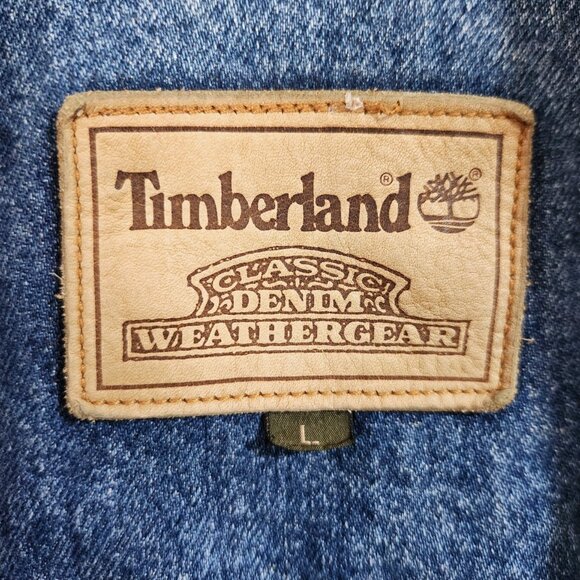 Timberland® ®
CLASSIC
DENIM
WEATHERGEAR
L.